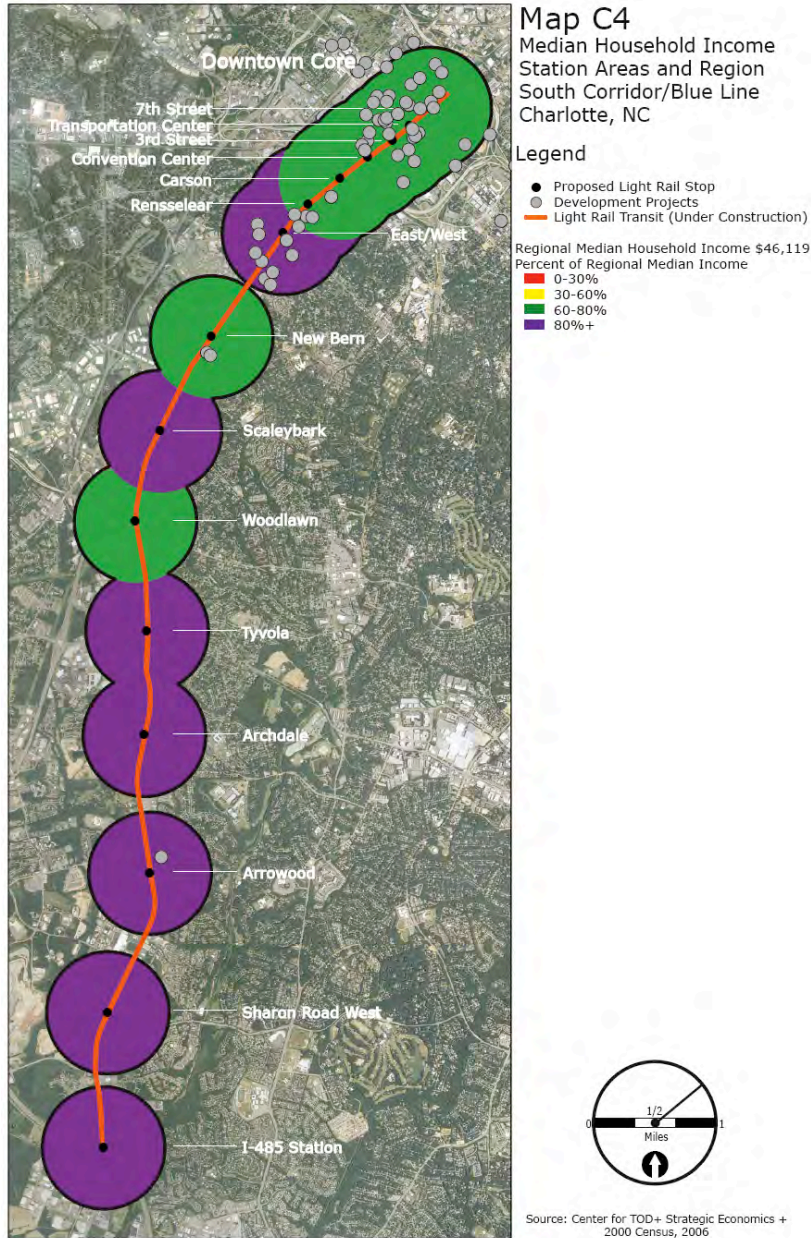 Map C4
Median Household Income
Station Areas and Region
South Corridor/Blue Line
Charlotte, NC
Legend
Proposed Light Rail Stop
Development Projects
Light Rail Transit (Under Construction)
Regional Median Household Income $46,119
Percent of Regional Median Income
0-30%
30-60%
60-80%
80%+
Downtown Core
7th Street
Transportation Center
3rd Street
Convention Center
Carson
Rensselear
East/West
New Bern
Scaleybark
Woodlawn
Tyvola
Archdale
Arrowood
Sharon Road West
I-485 Station
1/2
0 1
Miles
Source: Center for TOD+ Strategic Economics +
2000 Census, 2006